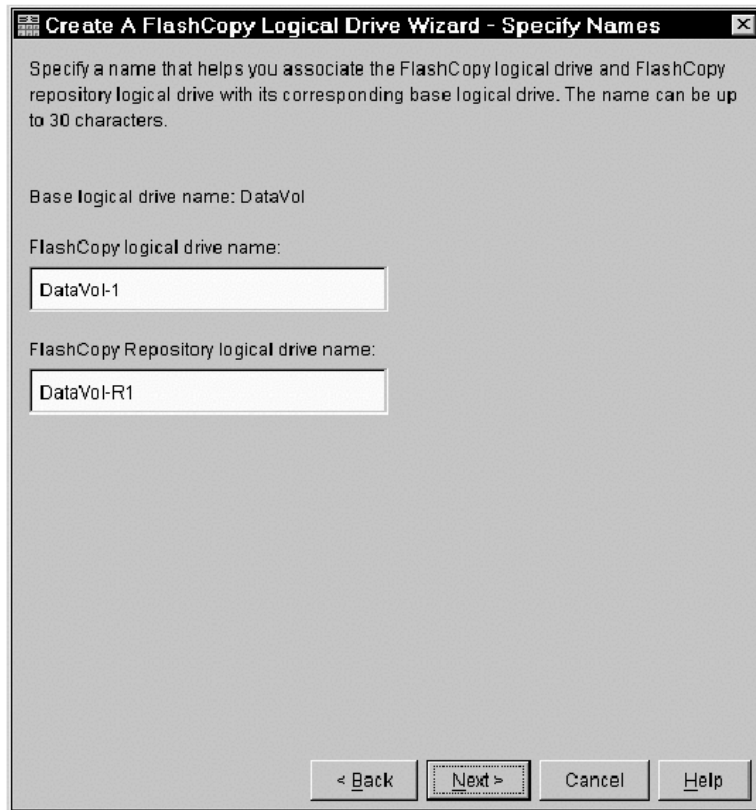 Create A FlashCopy Logical Drive Wizard - Specify Names
Specify a name that helps you associate the FlashCopy logical drive and FlashCopy
repository logical drive with its corresponding base logical drive. The name can be up
to 30 characters.
Base logical drive name: DataVol
FlashCopy logical drive name:
DataVol-1
FlashCopy Repository logical drive name:
DataVol-R1
< Back Next > Cancel Help